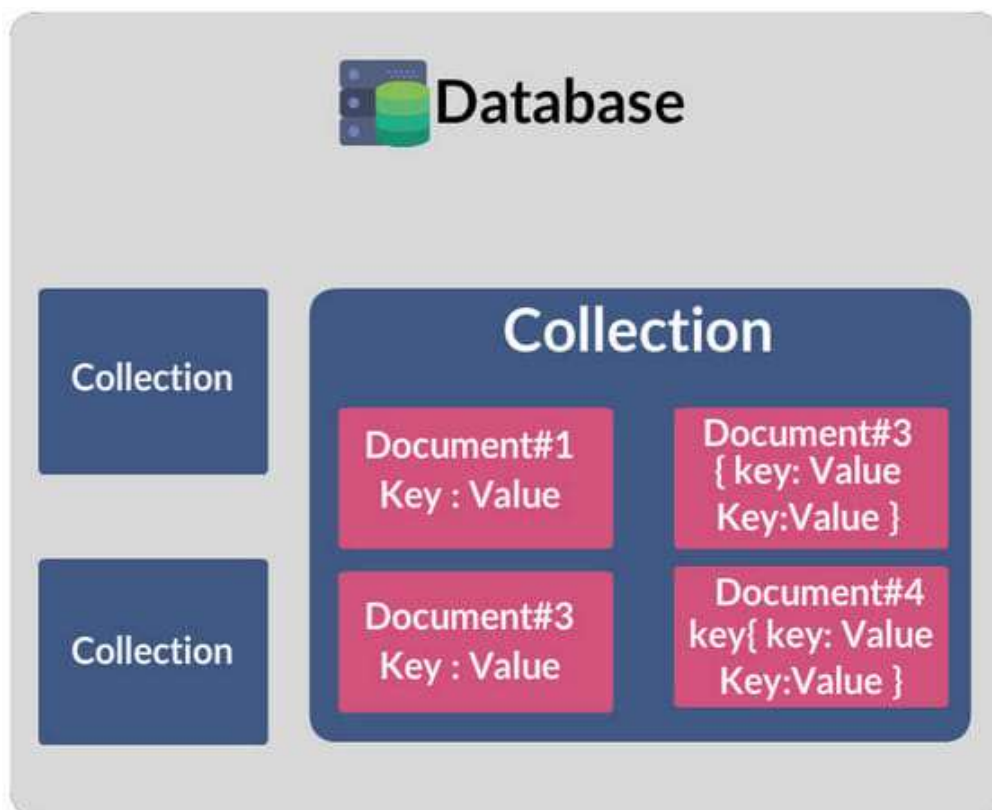 Database
Collection
Collection
Collection
Document#1
Key : Value
Document#3
{ key: Value
Key:Value }
Document#3
Key : Value
Document#4
key{ key: Value
Key:Value }